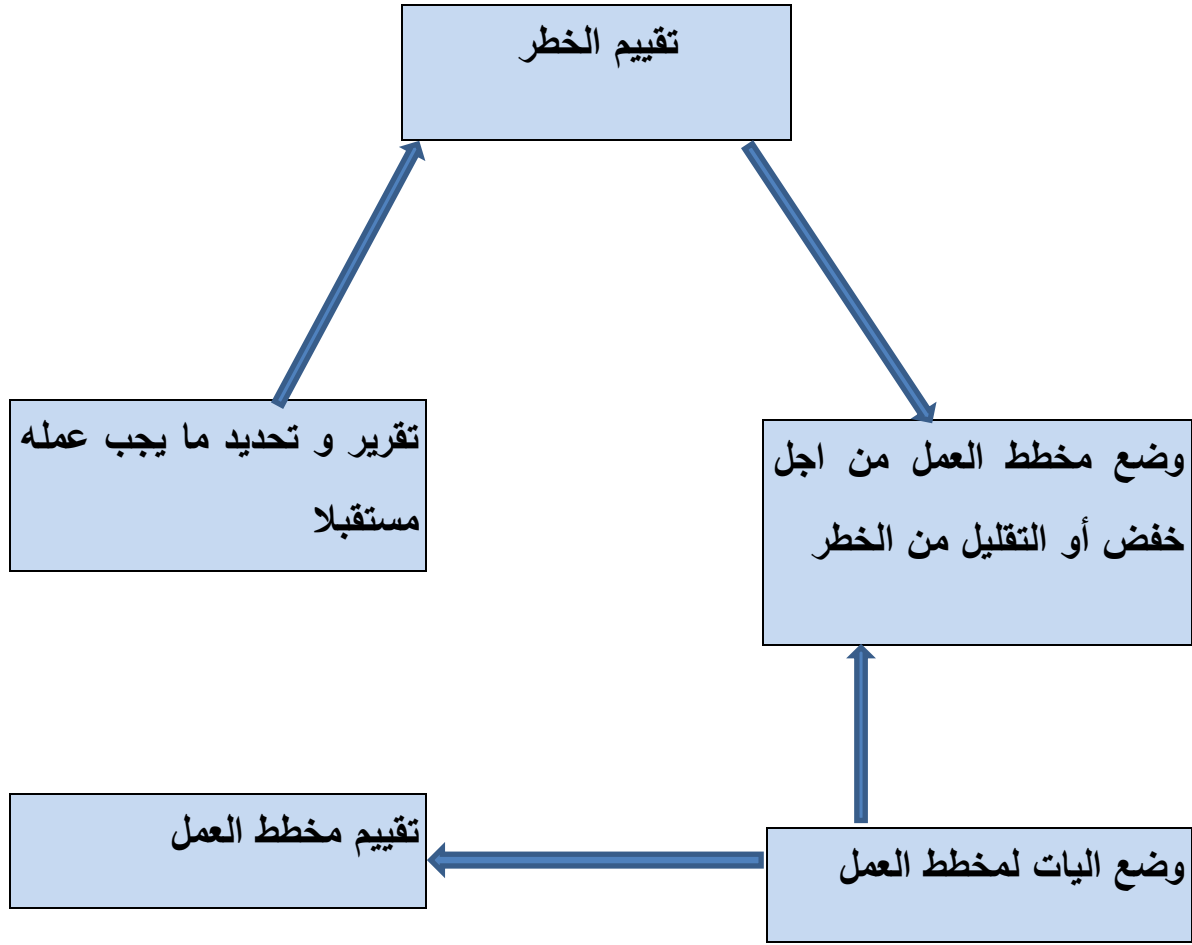 تقييم الخطر
تقرير و تحديد ما يجب عمله
مستقبلا
وضع مخطط العمل من اجل
خفض أو التقليل من الخطر
تقييم مخطط العمل
وضع اليات لمخطط العمل